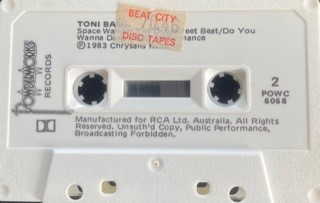 TONI BA
BEAT CITY
DISC TAPES
Space Wa eet Beat/Do You
Wanna D ance
℗1983 Chrysalis
POWDERWORKS
RECORDS
2
POWC
6068
Manufactured for RCA Ltd. Australia. All Rights
Reserved. Unauth'd Copy, Public Performance,
Broadcasting Forbidden.